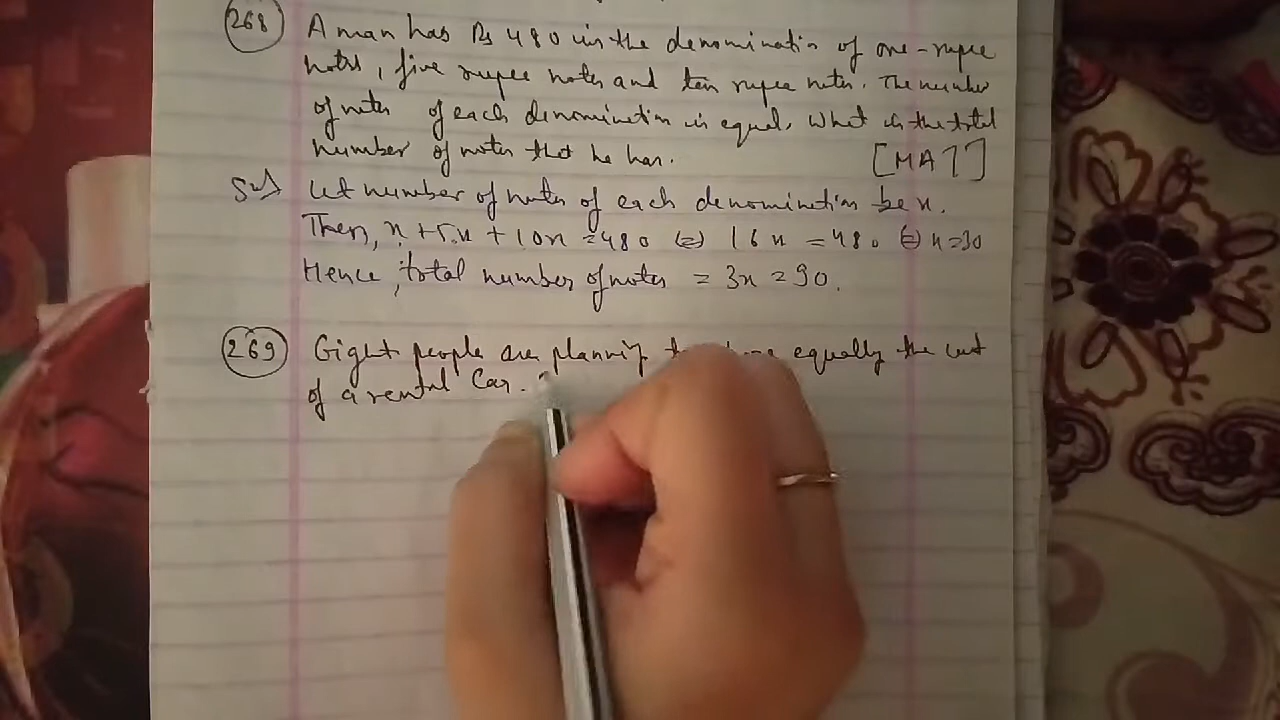 268 A man has Rs 480 in the denomination of one-rupee
notes, five rupee notes and ten rupee notes. The number
of notes of each denomination is equal. What is the total
number of notes that he has. [MAT]
Sol) Let number of notes of each denomination be x.
Then, x + 5x + 10x = 480 (=) 16x = 480 (=) x = 30
Hence, total number of notes = 3x = 90.
269 Eight people are planning equally the cost
of a rental Car.